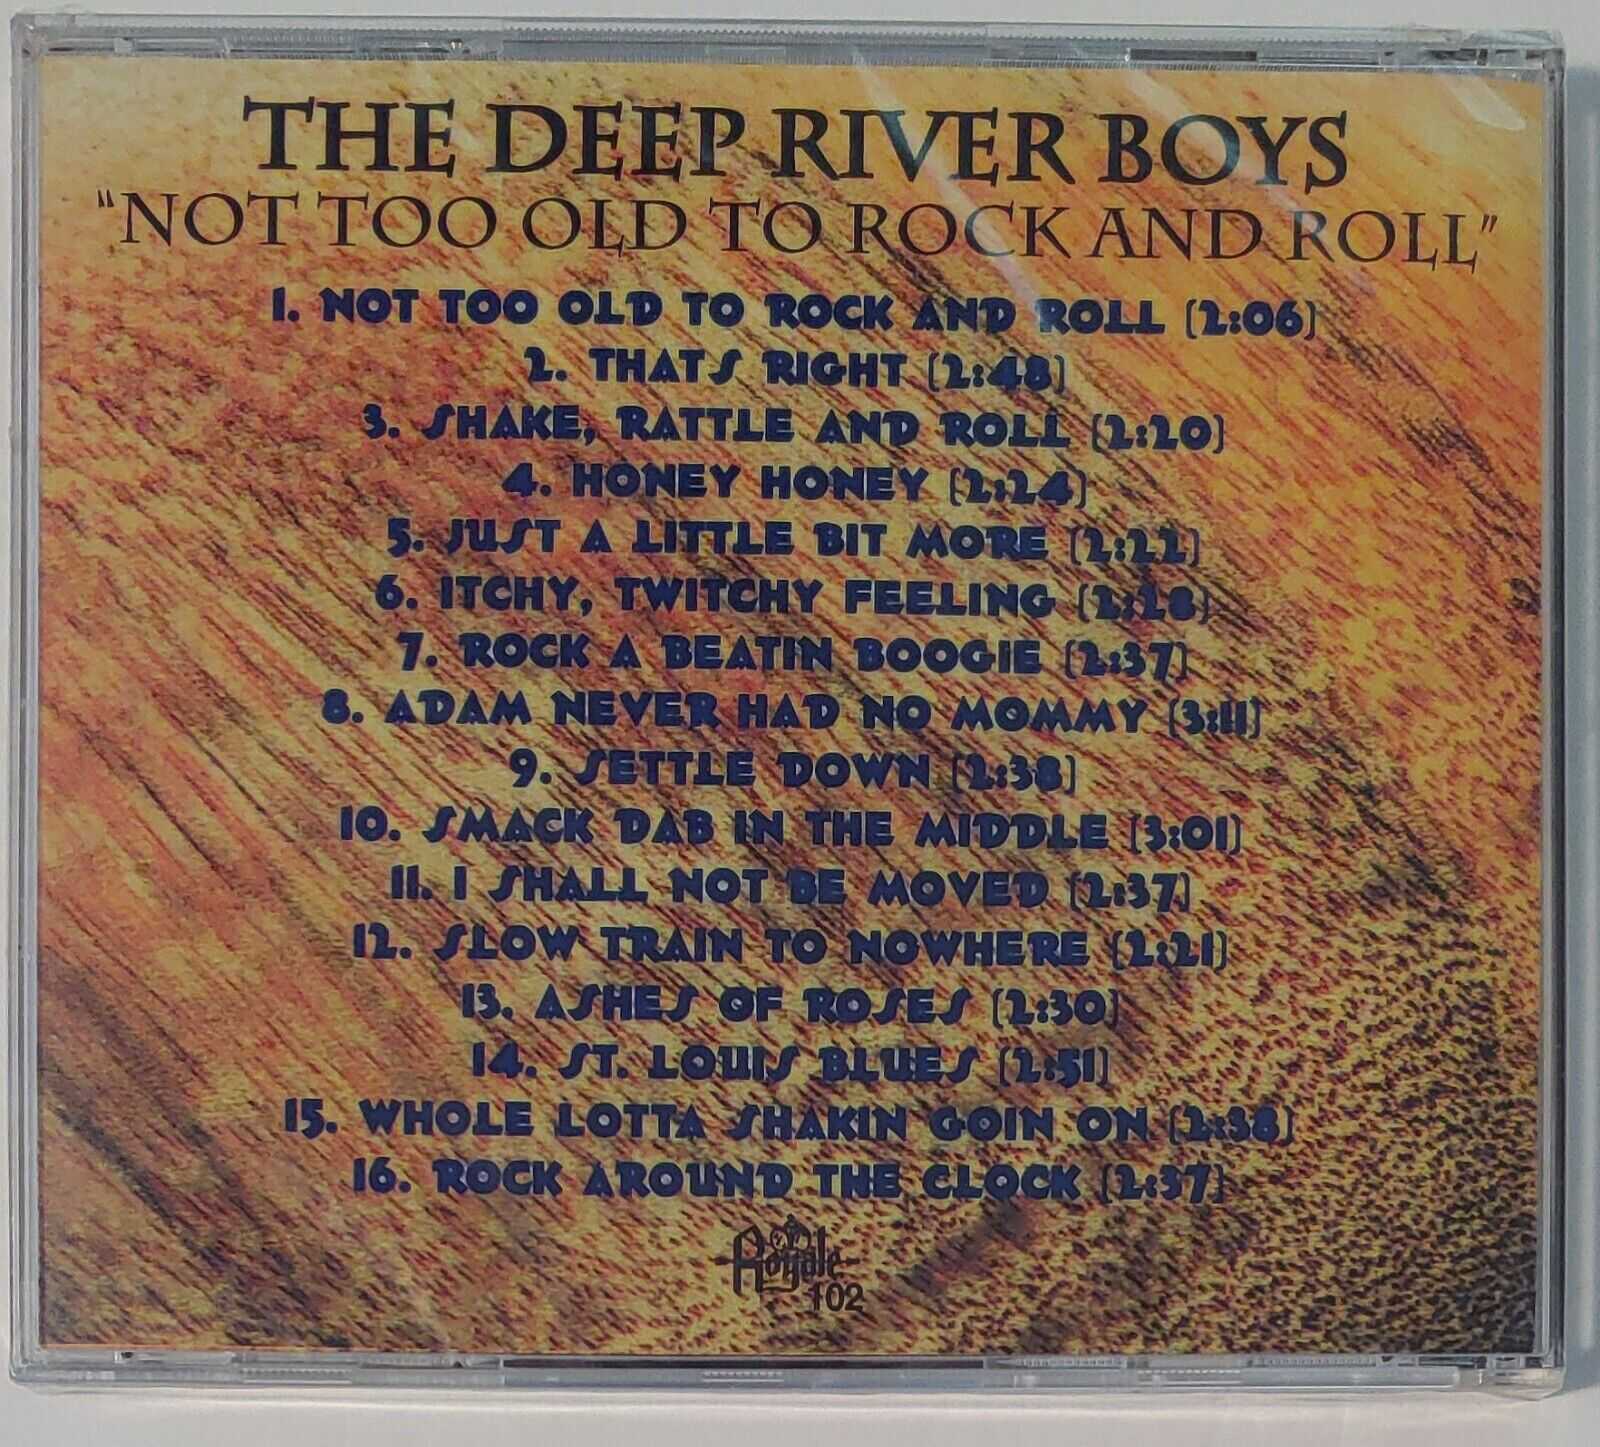 THE DEEP RIVER BOYS
"NOT TOO OLD TO ROCK AND ROLL"
1. NOT TOO OLD TO ROCK AND ROLL (2:06)
2. THATS RIGHT (2:48)
3. SHAKE, RATTLE AND ROLL (2:20)
4. HONEY HONEY (2:24)
5. JUST A LITTLE BIT MORE (2:22)
6. ITCHY, TWITCHY FEELING (2:28)
7. ROCK A BEATIN BOOGIE (2:37)
8. ADAM NEVER HAD NO MOMMY (3:11)
9. SETTLE DOWN (2:38)
10. SMACK DAB IN THE MIDDLE (3:01)
11. I SHALL NOT BE MOVED (2:37)
12. SLOW TRAIN TO NOWHERE (2:21)
13. ASHES OF ROSES (2:30)
14. ST. LOUIS BLUES (2:51)
15. WHOLE LOTTA SHAKIN GOIN ON (2:38)
16. ROCK AROUND THE CLOCK (2:37)
Royale
102